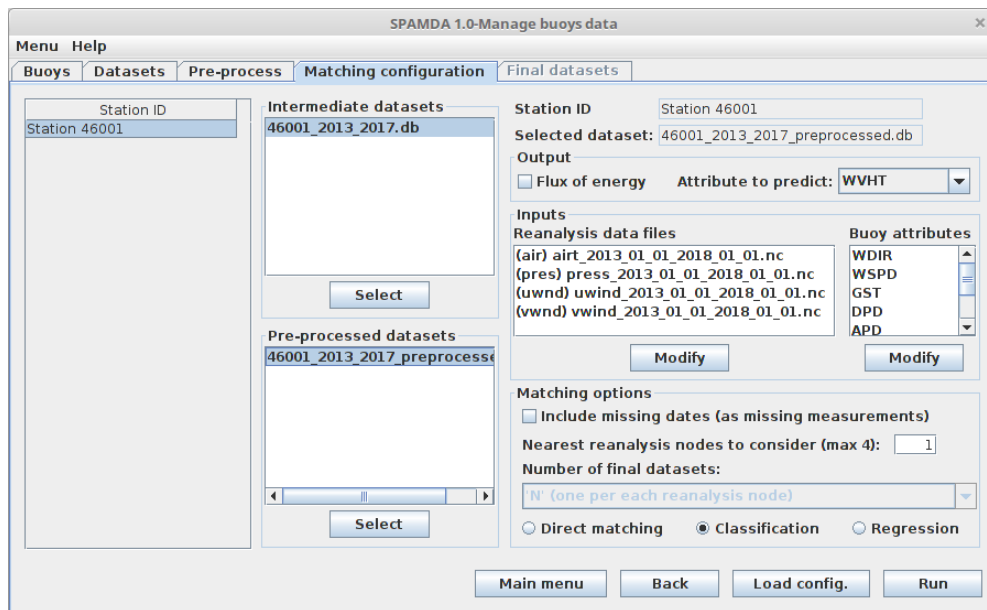 SPAMDA 1.0-Manage buoys data
Menu Help
Buoys Datasets Pre-process Matching configuration Final datasets
Station ID
Station 46001
Intermediate datasets
46001_2013_2017.db
Select
Pre-processed datasets
46001_2013_2017_preprocesse
Select
Station ID Station 46001
Selected dataset: 46001_2013_2017_preprocessed.db
Output
Flux of energy Attribute to predict: WVHT
Inputs
Reanalysis data files
(air) airt_2013_01_01_2018_01_01.nc
(pres) press_2013_01_01_2018_01_01.nc
(uwnd) uwind_2013_01_01_2018_01_01.nc
(vwnd) vwind_2013_01_01_2018_01_01.nc
Modify
Buoy attributes
WDIR
WSPD
GST
DPD
APD
Modify
Matching options
Include missing dates (as missing measurements)
Nearest reanalysis nodes to consider (max 4): 1
Number of final datasets:
'N' (one per each reanalysis node)
Direct matching Classification Regression
Main menu Back Load config. Run